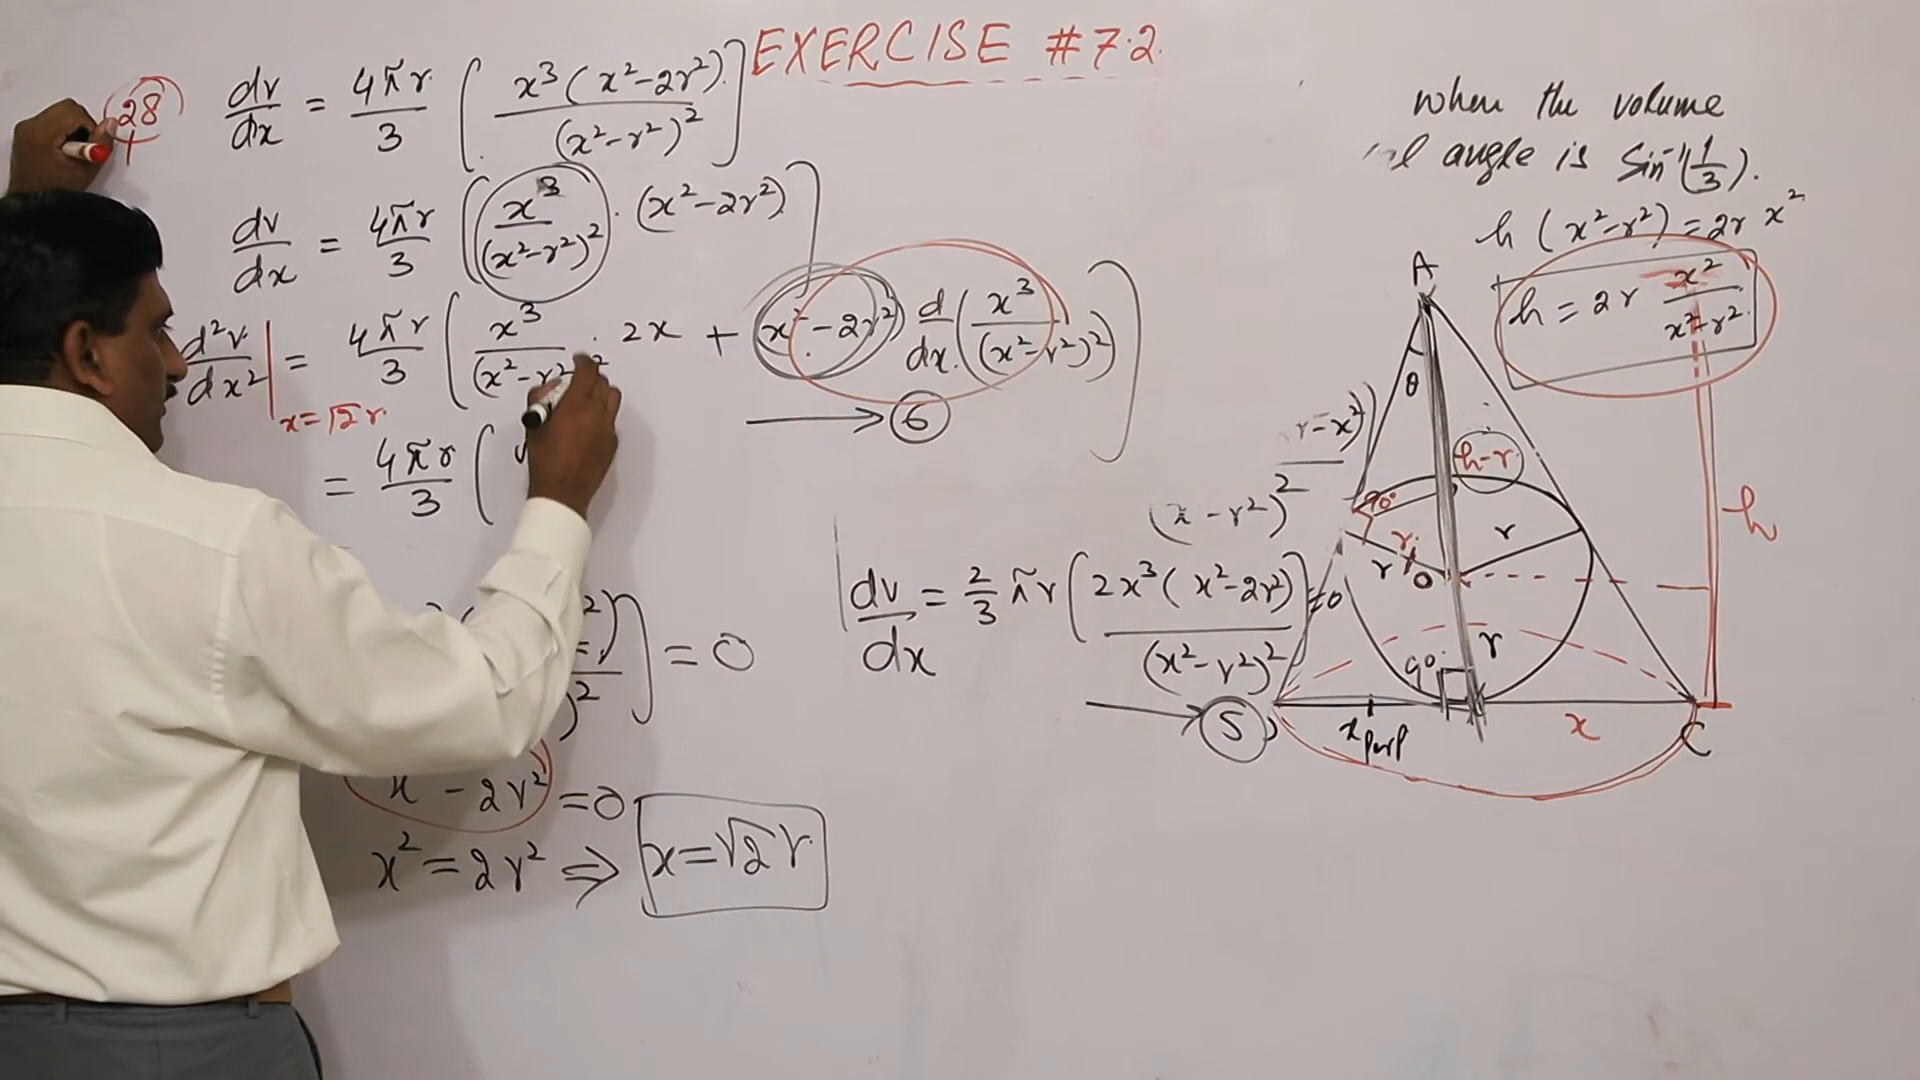 EXERCISE #7.2.
28
dv/dx = 4πr/3 [ x³(x²-2r²) / (x²-r²)² ]
dv/dx = 4πr/3 [ x³/(x²-r²)² · (x²-2r²) ]
d²v/dx² | x=√2 r = 4πr/3 ( x³/(x²-r²)² · 2x + (x²-2r²) d/dx (x³/(x²-r²)²) )
→ 6
= 4πr/3 (
= 0
x - 2r² = 0
x² = 2r² ⇒ x = √2 r
dv/dx = 2/3 πr ( 2x³(x²-2r²) / (x²-r²)² ) = 0
→ 5
r-x²)
(x-r²)²
when the volume
angle is Sin⁻¹(1/3).
h (x²-r²) = 2r x²
h = 2r x²/x²-r²
A
θ
h-r
90°
r
r
r
O
h
90°
r
x
perp
x
C